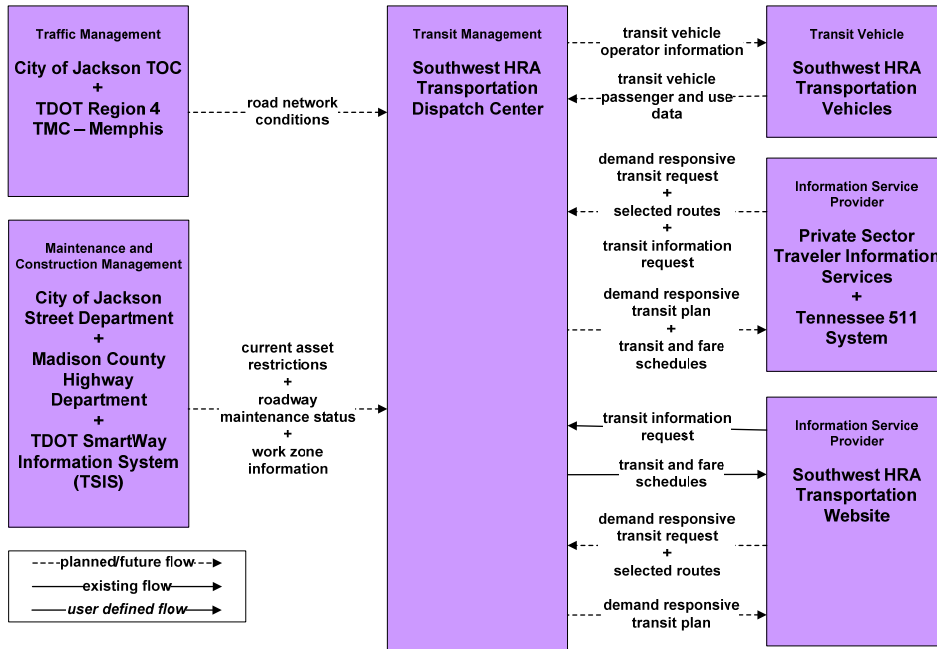 Traffic Management
City of Jackson TOC
+
TDOT Region 4
TMC – Memphis
road network
conditions
Maintenance and
Construction Management
City of Jackson
Street Department
+
Madison County
Highway
Department
+
TDOT SmartWay
Information System
(TSIS)
current asset
restrictions
+
roadway
maintenance status
+
work zone
information
Transit Management
Southwest HRA
Transportation
Dispatch Center
transit vehicle
operator information
transit vehicle
passenger and use
data
Transit Vehicle
Southwest HRA
Transportation
Vehicles
demand responsive
transit request
+
selected routes
+
transit information
request
demand responsive
transit plan
+
transit and fare
schedules
Information Service
Provider
Private Sector
Traveler Information
Services
+
Tennessee 511
System
transit information
request
transit and fare
schedules
demand responsive
transit request
+
selected routes
demand responsive
transit plan
Information Service
Provider
Southwest HRA
Transportation
Website
planned/future flow
existing flow
user defined flow